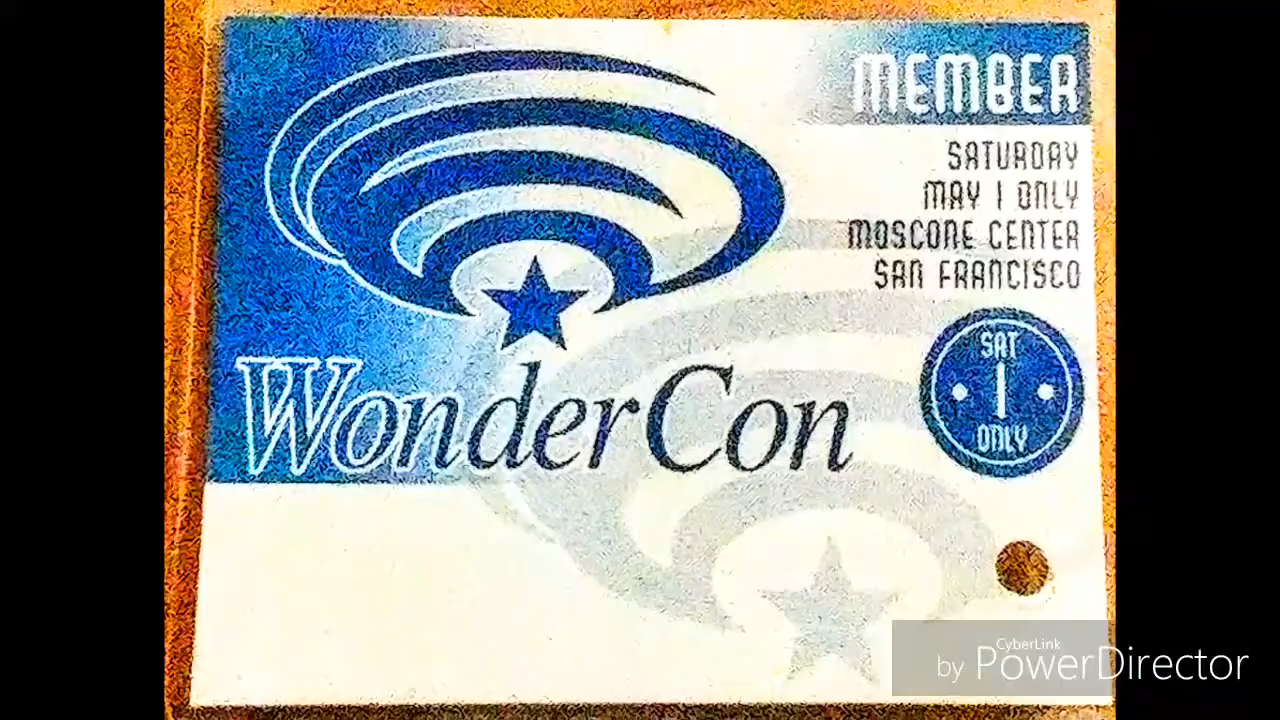 MEMBER
SATURDAY
MAY 1 ONLY
MOSCONE CENTER
SAN FRANCISCO
SAT
1
ONLY
WonderCon
CyberLink
by PowerDirector